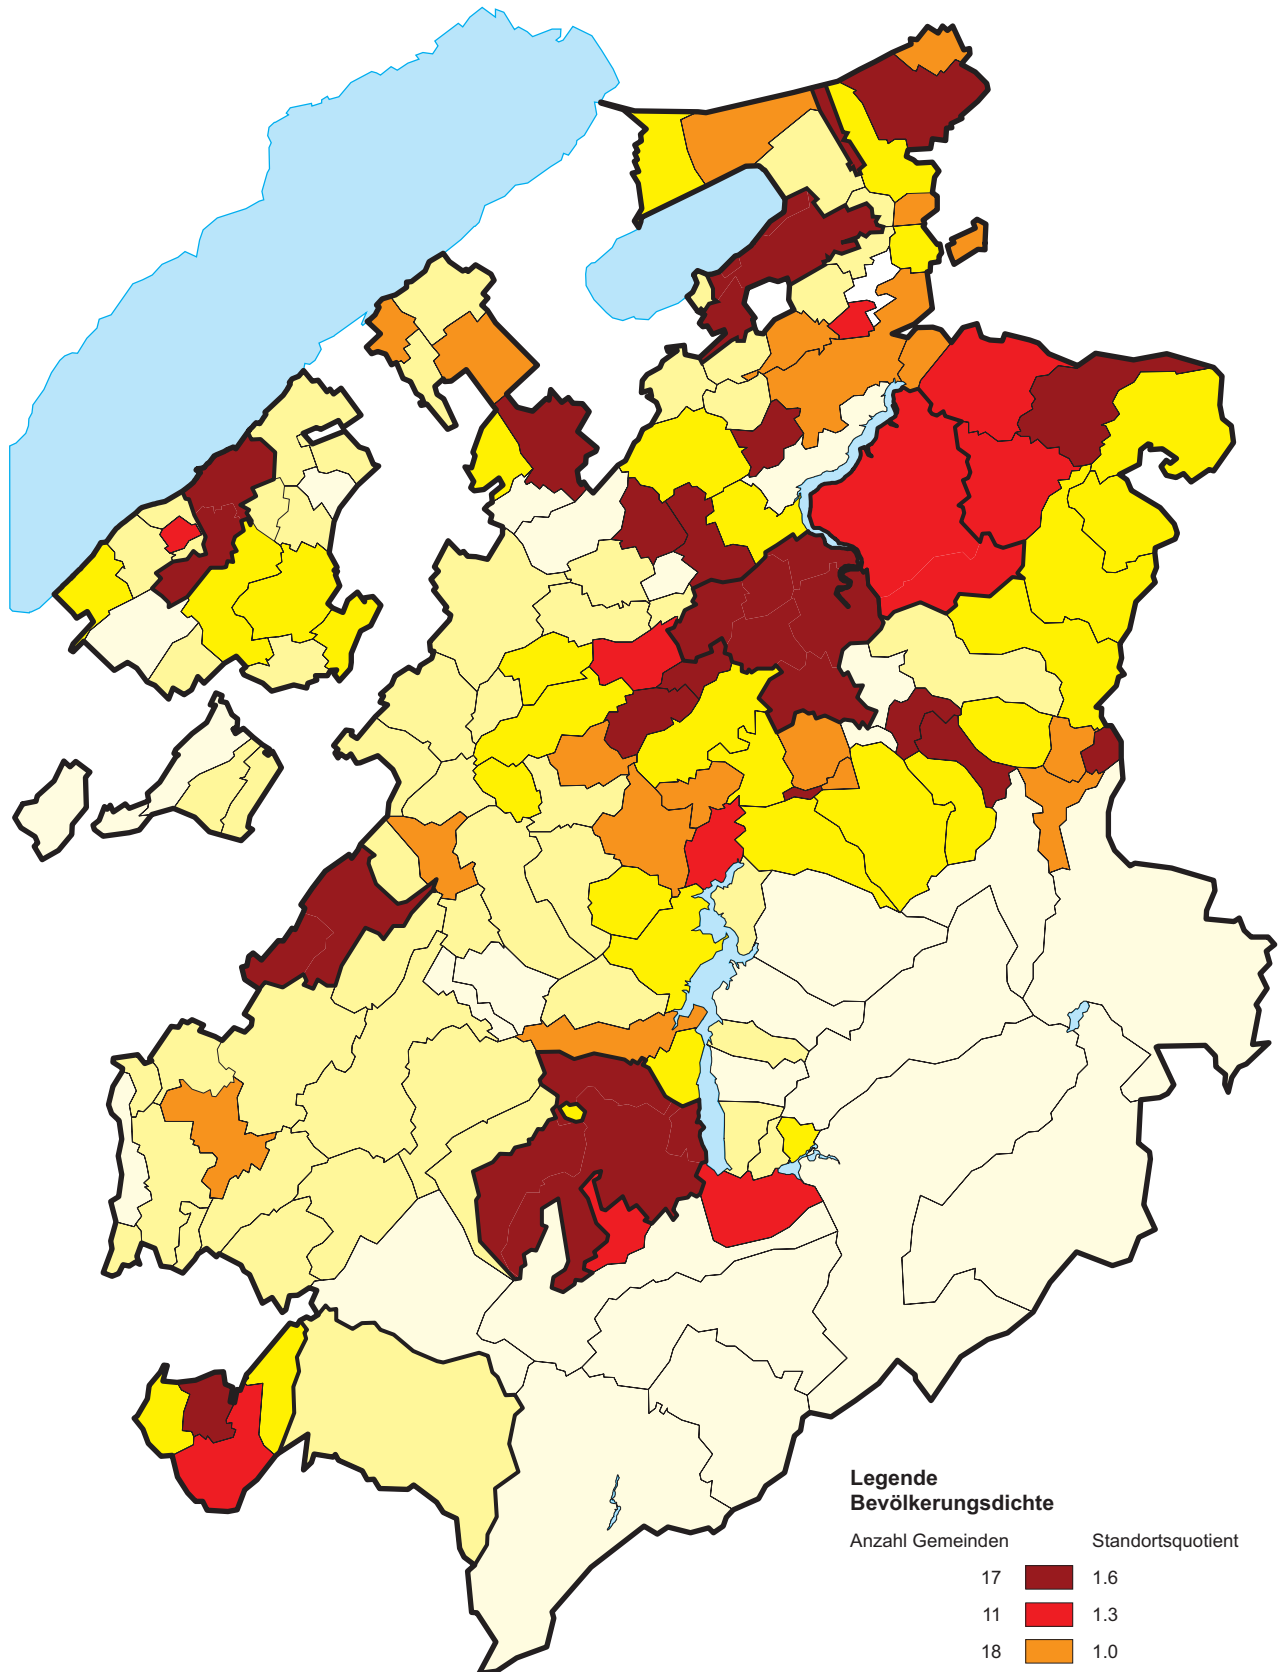 Legende
Bevölkerungsdichte
Anzahl Gemeinden Standortsquotient
17 1.6
11 1.3
18 1.0